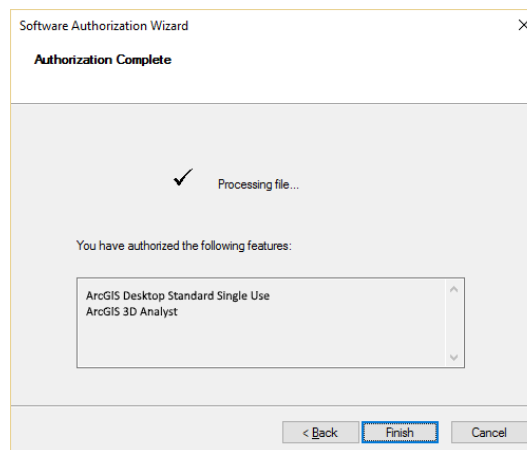 Software Authorization Wizard
Authorization Complete
Processing file...
You have authorized the following features:
ArcGIS Desktop Standard Single Use
ArcGIS 3D Analyst
< Back
Finish
Cancel